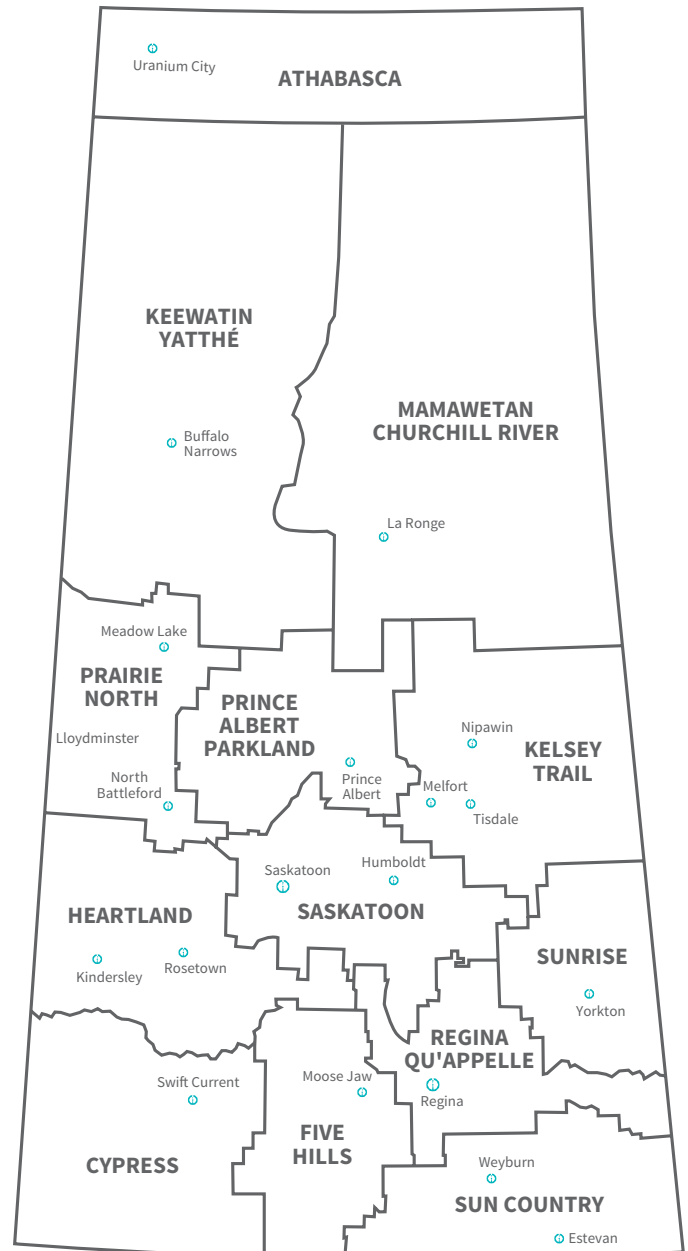 Uranium City
ATHABASCA
KEEWATIN
YATTHÉ
MAMAWETAN
CHURCHILL RIVER
Buffalo
Narrows
La Ronge
Meadow Lake
PRAIRIE
NORTH
PRINCE
ALBERT
PARKLAND
Lloydminster
Nipawin
KELSEY
TRAIL
North
Battleford
Prince
Albert
Melfort
Tisdale
Saskatoon
Humboldt
HEARTLAND
SASKATOON
SUNRISE
Kindersley
Rosetown
Yorkton
REGINA
QU'APPELLE
Swift Current
Moose Jaw
Regina
FIVE
HILLS
CYPRESS
Weyburn
SUN COUNTRY
Estevan